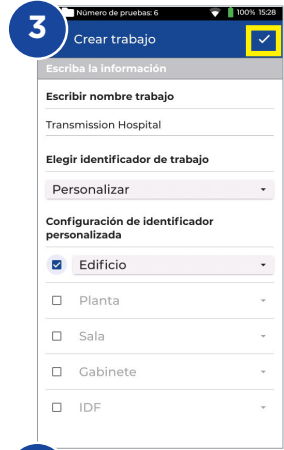 3
Número de pruebas: 6
100% 15:28
Crear trabajo
Escriba la información
Escribir nombre trabajo
Transmission Hospital
Elegir identificador de trabajo
Personalizar
Configuración de identificador
personalizada
Edificio
Planta
Sala
Gabinete
IDF